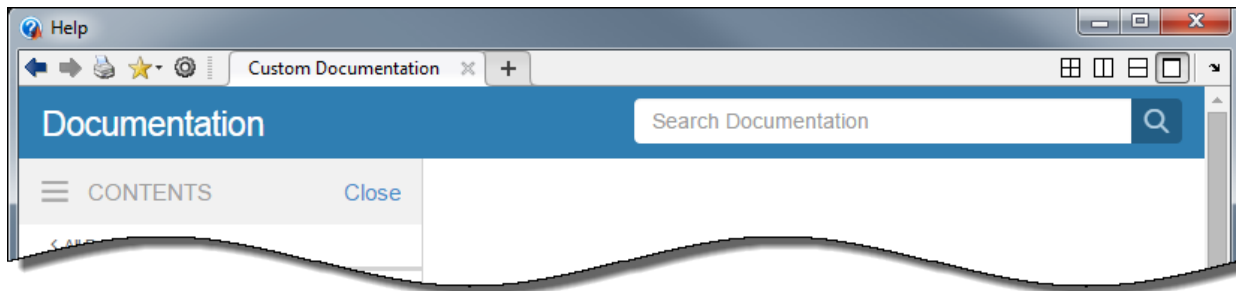 Help
Custom Documentation
Documentation
Search Documentation
CONTENTS
Close